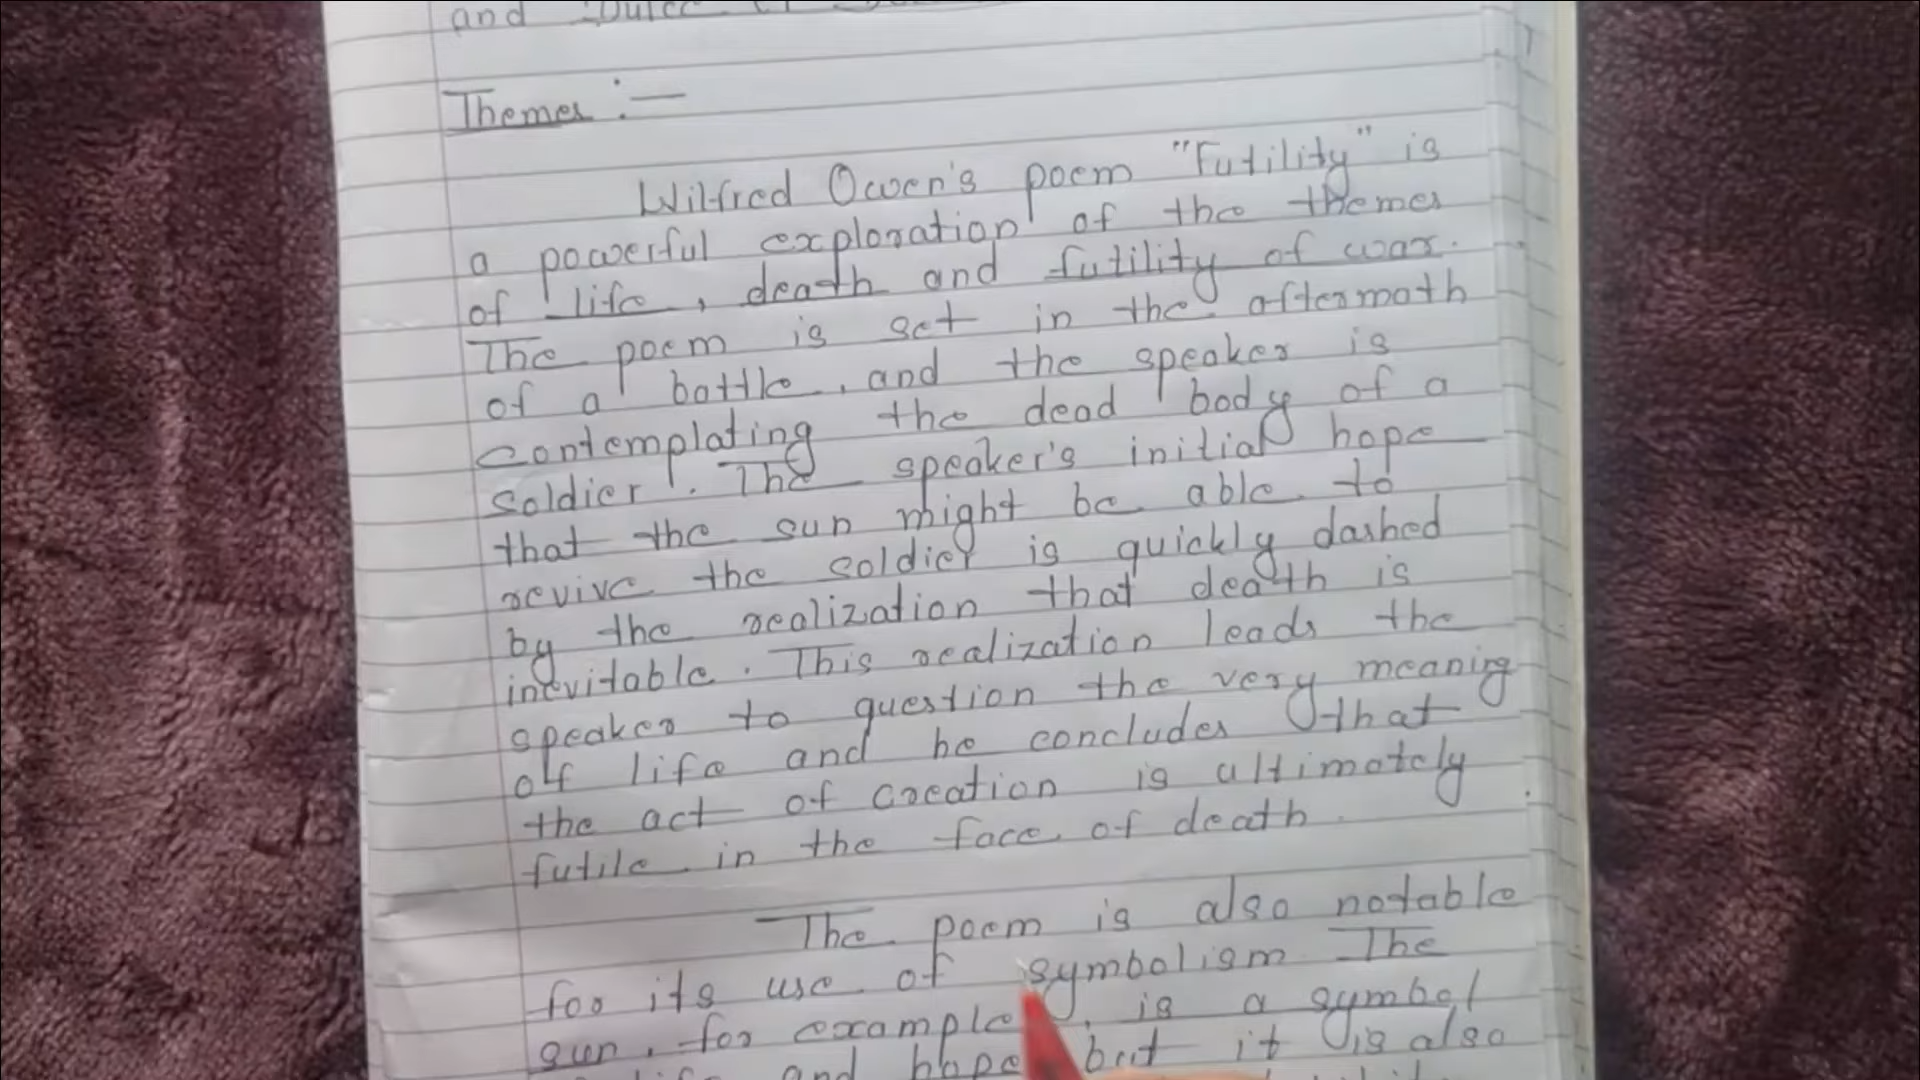 and Dulce
Themes :—
Wilfred Owen's poem "Futility" is
a powerful exploration of the themes
of life, death and futility of war.
The poem is set in the aftermath
of a battle, and the speaker is
contemplating the dead body of a
soldier. The speaker's initial hope
that the sun might be able to
revive the soldier is quickly dashed
by the realization that death is
inevitable. This realization leads the
speaker to question the very meaning
of life and he concludes that
the act of creation is ultimately
futile in the face of death.
The poem is also notable
for its use of symbolism. The
sun, for example, is a symbol
and hope but it is also